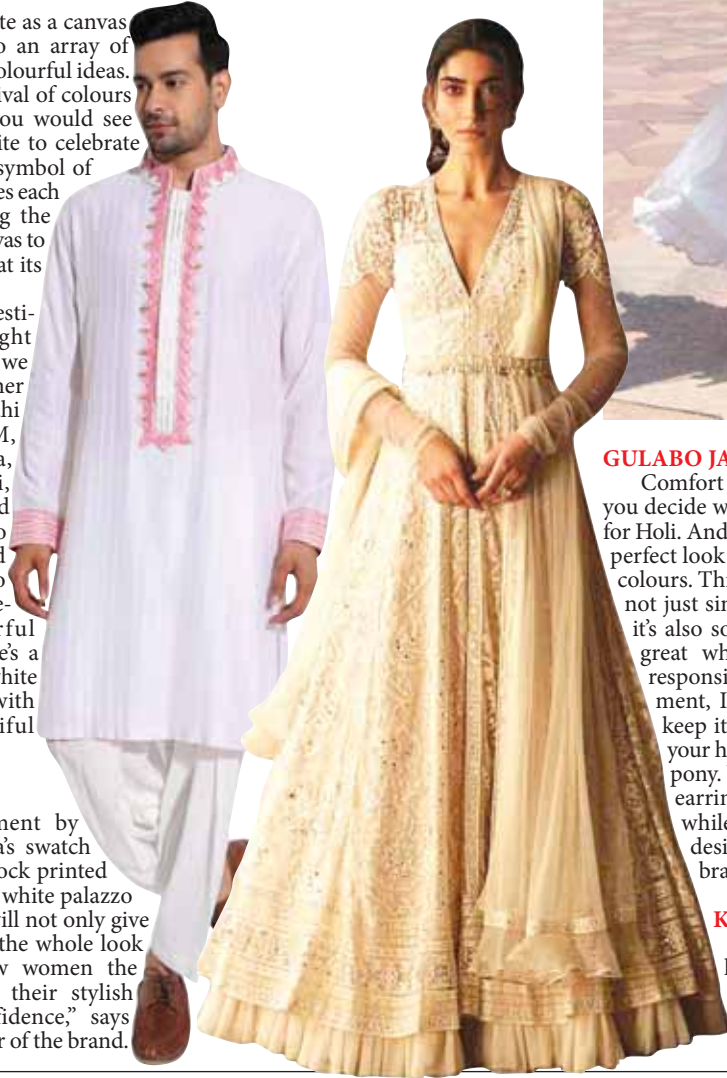 te as a canvas
an array of
olourful ideas.
ival of colours
ou would see
ite to celebrate
symbol of
es each
g the
vas to
at its
esti-
ght
we
ner
hi
M,
a,
i,
d
o
d
o
e-
rful
e's a
hite
with
iful
ment by
a's swatch
ock printed
white palazzo
ill not only give
the whole look
w women the
their stylish
fidence," says
r of the brand.
GULABO JA
Comfort
you decide w
for Holi. And
perfect look
colours. Th
not just sin
it's also so
great wh
responsi
ment, I
keep it
your h
pony.
earrin
while
desi
bra
K